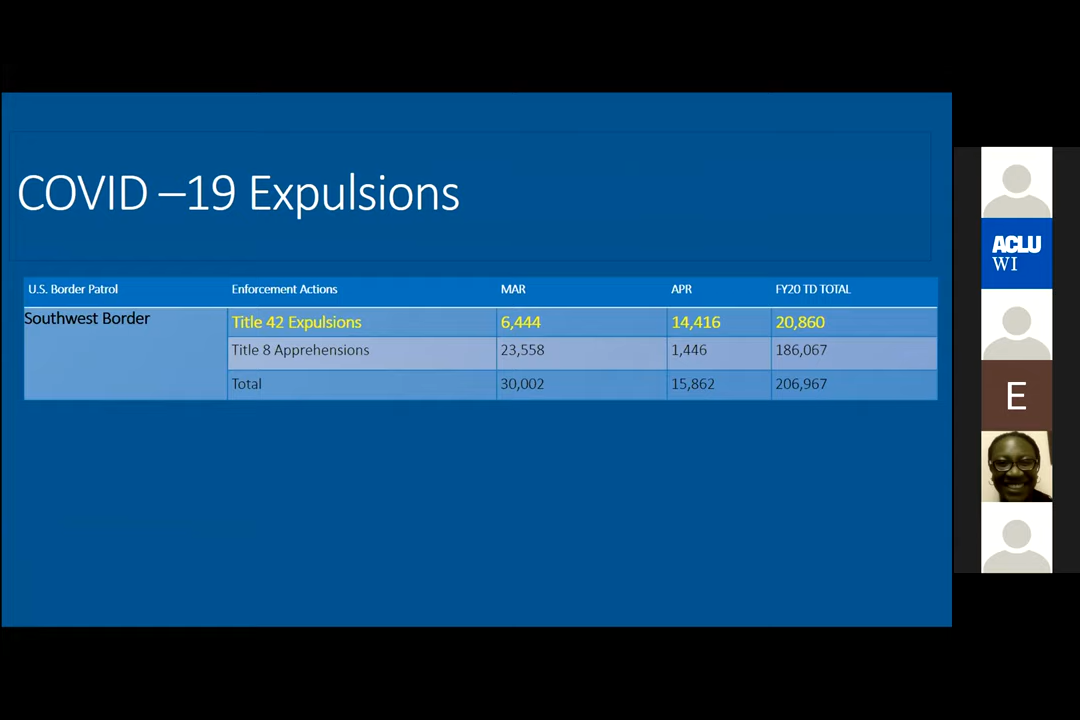 COVID –19 Expulsions
U.S. Border Patrol Enforcement Actions MAR APR FY20 TD TOTAL
Southwest Border Title 42 Expulsions 6,444 14,416 20,860
Title 8 Apprehensions 23,558 1,446 186,067
Total 30,002 15,862 206,967
ACLU
WI
E